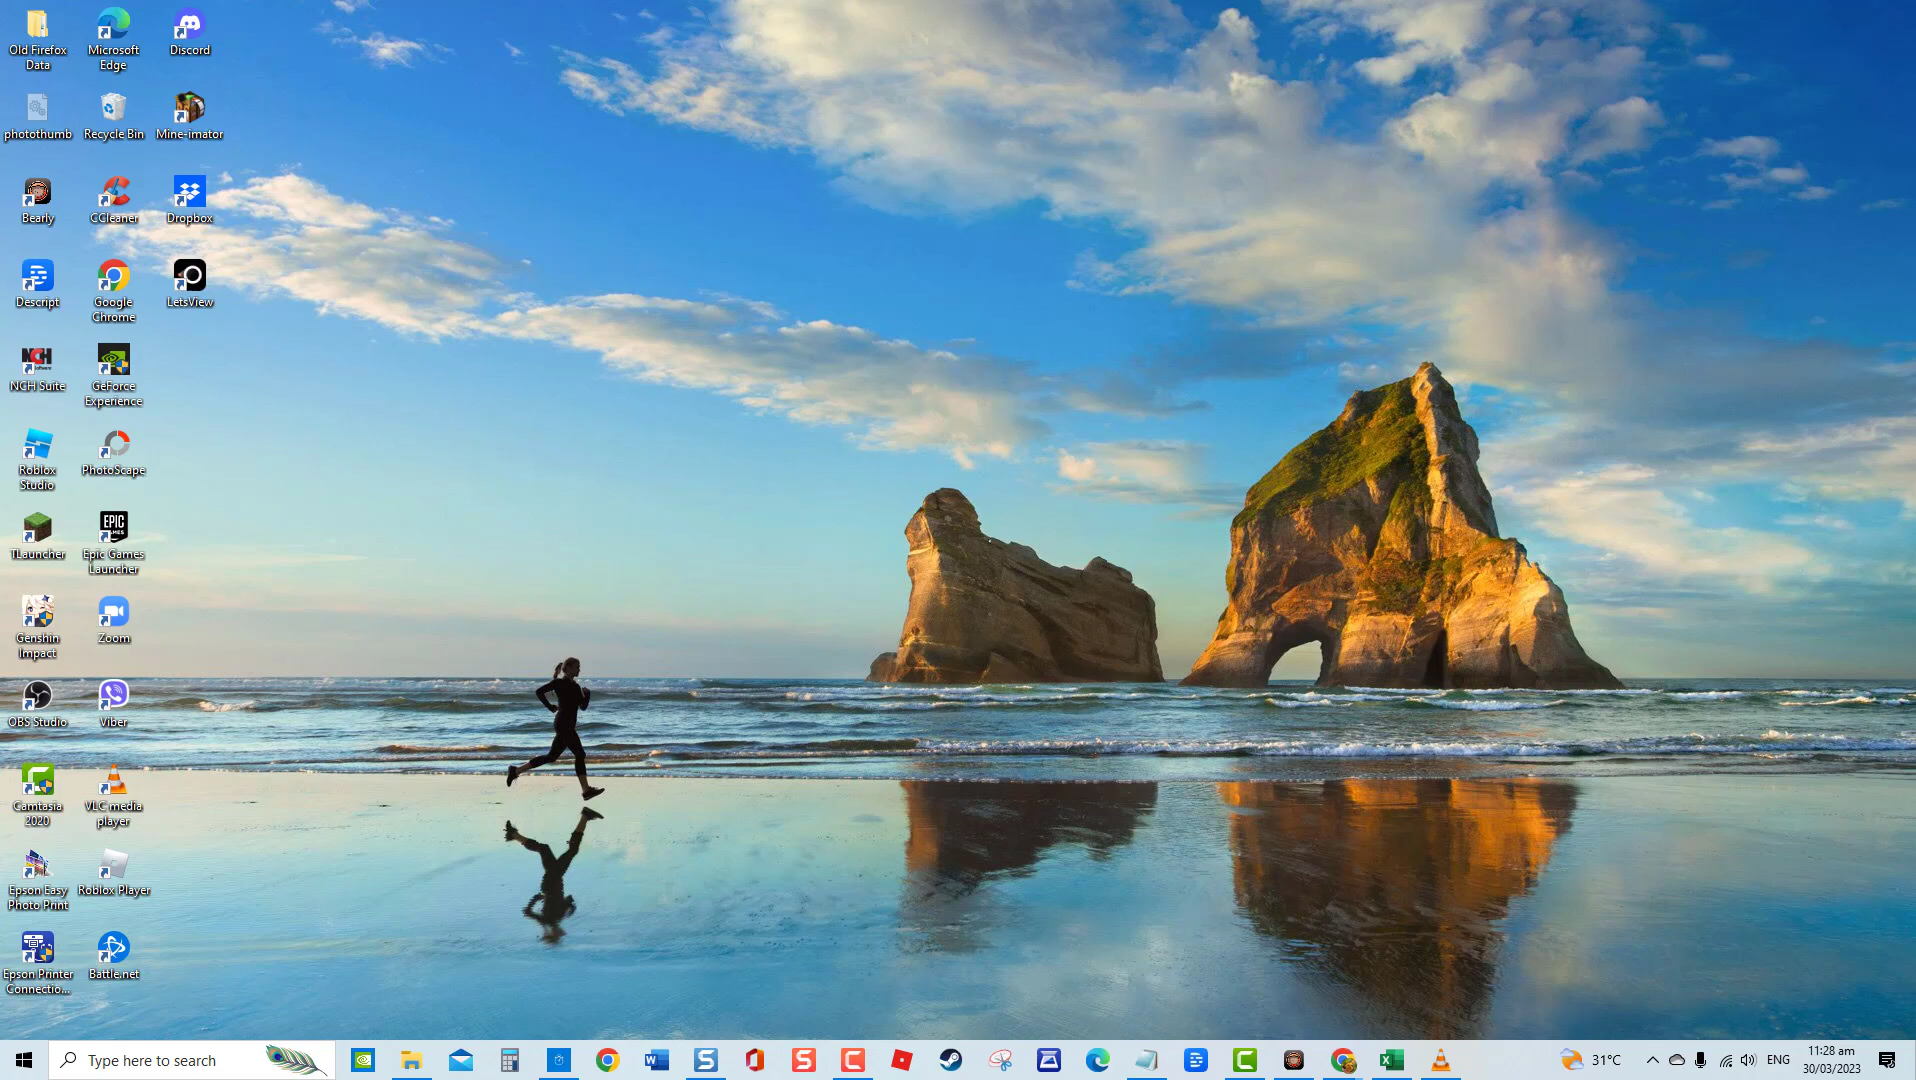 Old Firefox
Data
Microsoft
Edge
Discord
photothumb
Recycle Bin
Mine-imator
Bearly
CCleaner
Dropbox
Descript
Google
Chrome
LetsView
NCH
NCH Suite
GeForce
Experience
Roblox
Studio
PhotoScape
TLauncher
EPIC
GAMES
Epic Games
Launcher
Genshin
Impact
Zoom
OBS Studio
Viber
Camtasia
2020
VLC media
player
Epson Easy
Photo Print
Roblox Player
Epson Printer
Connectio...
Battle.net
Type here to search
31°C
ENG
11:28 am
30/03/2023